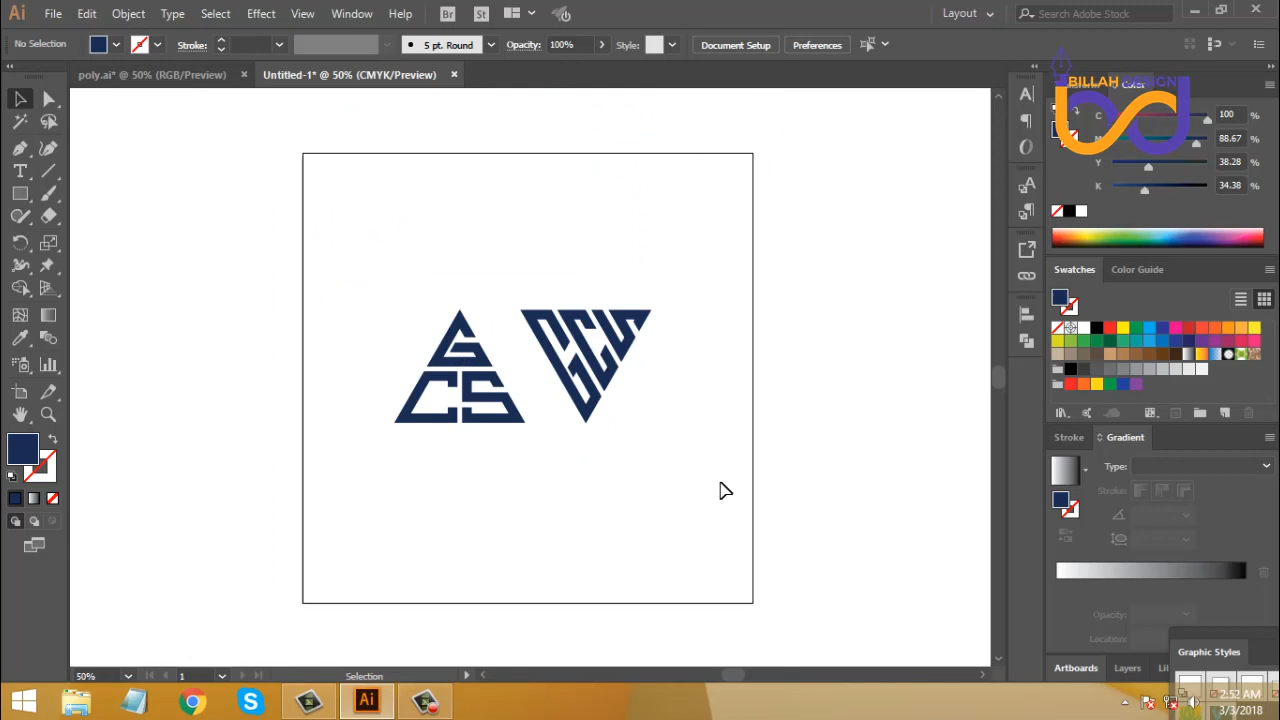 Ai File Edit Object Type Select Effect View Window Help Br St Layout Search Adobe Stock
No Selection Stroke: 5 pt. Round Opacity: 100% Style: Document Setup Preferences
poly.ai* @ 50% (RGB/Preview) × Untitled-1* @ 50% (CMYK/Preview) ×
BILLAH DESIGN
Color
C 100 %
M 88.67 %
Y 38.28 %
K 34.38 %
Swatches Color Guide
G
CS
GCS
Stroke Gradient
Type:
Stroke:
Opacity:
Location:
Graphic Styles
Artboards Layers
50% 1 Selection
Ai
2:52 AM
3/3/2018